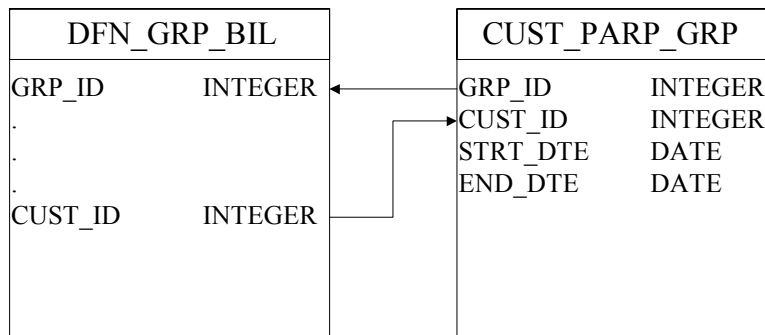 DFN_GRP_BIL
GRP_ID INTEGER
.
.
.
CUST_ID INTEGER
CUST_PARP_GRP
GRP_ID INTEGER
CUST_ID INTEGER
STRT_DTE DATE
END_DTE DATE